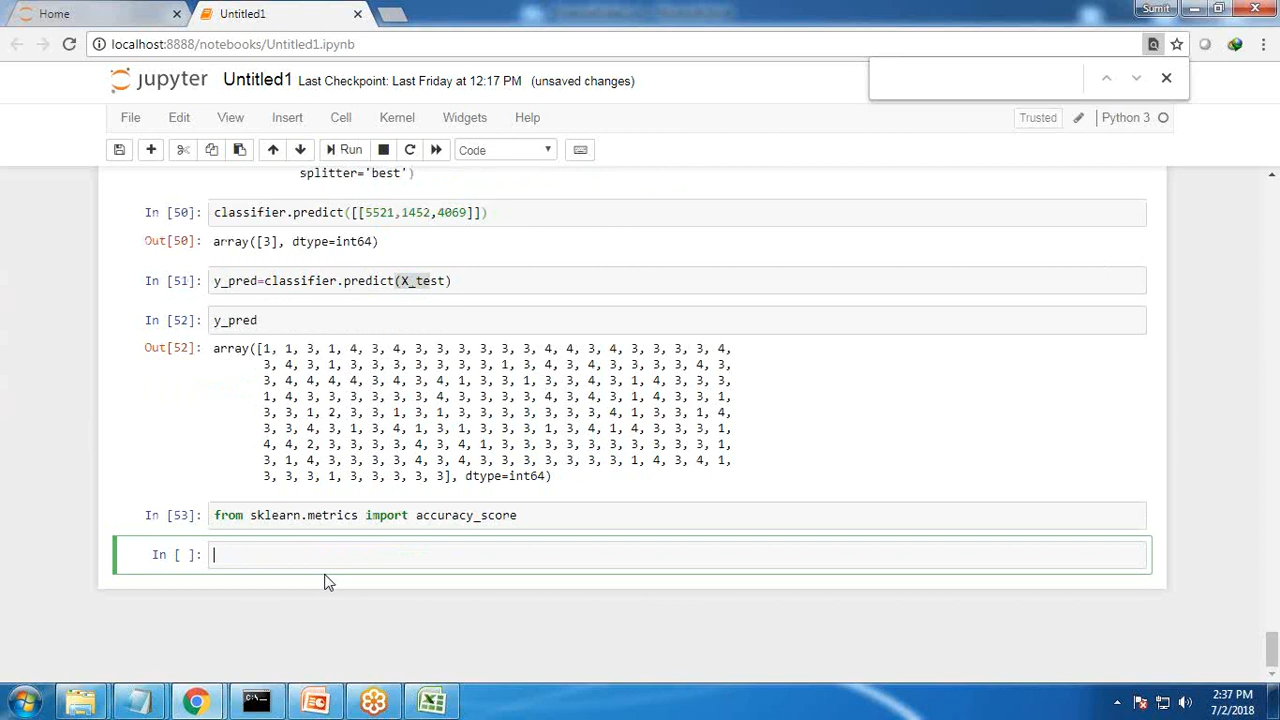 Home
Untitled1
Sumit
localhost:8888/notebooks/Untitled1.ipynb
jupyter Untitled1 Last Checkpoint: Last Friday at 12:17 PM (unsaved changes)
File Edit View Insert Cell Kernel Widgets Help Trusted Python 3
Run Code
splitter='best')
In [50]: classifier.predict([[5521,1452,4069]])
Out[50]: array([3], dtype=int64)
In [51]: y_pred=classifier.predict(X_test)
In [52]: y_pred
Out[52]: array([1, 1, 3, 1, 4, 3, 4, 3, 3, 3, 3, 3, 3, 4, 4, 3, 4, 3, 3, 3, 3, 4,
3, 4, 3, 1, 3, 3, 3, 3, 3, 3, 3, 1, 3, 4, 3, 4, 3, 3, 3, 3, 4, 3,
3, 4, 4, 4, 4, 3, 4, 3, 4, 1, 3, 3, 1, 3, 3, 4, 3, 1, 4, 3, 3, 3,
1, 4, 3, 3, 3, 3, 3, 3, 4, 3, 3, 3, 3, 4, 3, 4, 3, 1, 4, 3, 3, 1,
3, 3, 1, 2, 3, 3, 1, 3, 1, 3, 3, 3, 3, 3, 3, 3, 4, 1, 3, 3, 1, 4,
3, 3, 4, 3, 1, 3, 4, 1, 3, 1, 3, 3, 3, 1, 3, 4, 1, 4, 3, 3, 3, 1,
4, 4, 2, 3, 3, 3, 3, 4, 3, 4, 1, 3, 3, 3, 3, 3, 3, 3, 3, 3, 3, 1,
3, 1, 4, 3, 3, 3, 3, 4, 3, 4, 3, 3, 3, 3, 3, 3, 3, 1, 4, 3, 4, 1,
3, 3, 3, 1, 3, 3, 3, 3, 3], dtype=int64)
In [53]: from sklearn.metrics import accuracy_score
In [ ]:
2:37 PM
7/2/2018